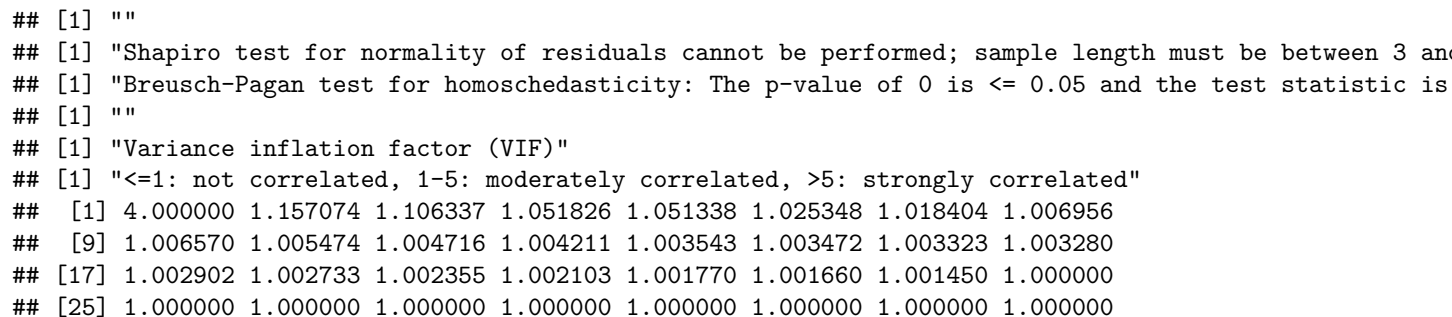 ## [1] ""
## [1] "Shapiro test for normality of residuals cannot be performed; sample length must be between 3 and
## [1] "Breusch-Pagan test for homoschedasticity: The p-value of 0 is <= 0.05 and the test statistic is
## [1] ""
## [1] "Variance inflation factor (VIF)"
## [1] "<=1: not correlated, 1-5: moderately correlated, >5: strongly correlated"
##  [1] 4.000000 1.157074 1.106337 1.051826 1.051338 1.025348 1.018404 1.006956
##  [9] 1.006570 1.005474 1.004716 1.004211 1.003543 1.003472 1.003323 1.003280
## [17] 1.002902 1.002733 1.002355 1.002103 1.001770 1.001660 1.001450 1.000000
## [25] 1.000000 1.000000 1.000000 1.000000 1.000000 1.000000 1.000000 1.000000